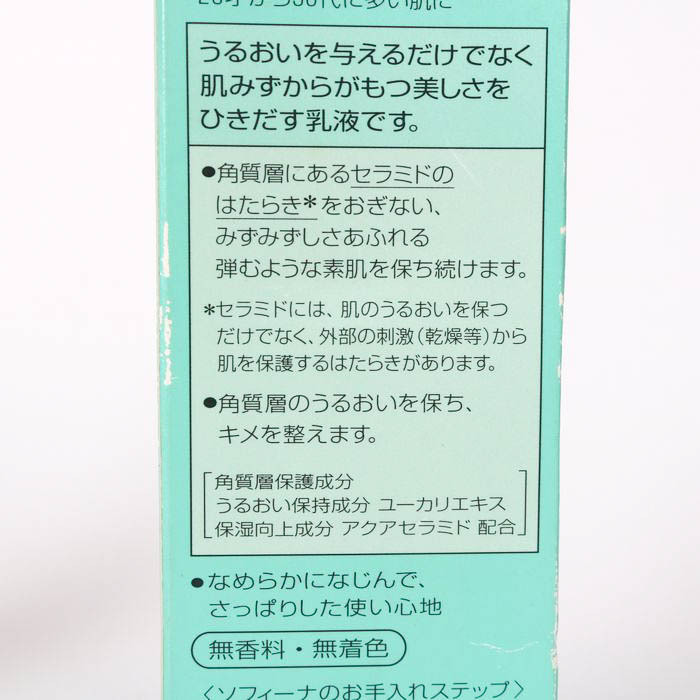 うるおいを与えるだけでなく
肌みずからがもつ美しさを
ひきだす乳液です。
●角質層にあるセラミドの
はたらき*をおぎない、
みずみずしさあふれる
弾むような素肌を保ち続けます。
*セラミドには、肌のうるおいを保つ
だけでなく、外部の刺激(乾燥等)から
肌を保護するはたらきがあります。
●角質層のうるおいを保ち、
キメを整えます。
角質層保護成分
うるおい保持成分 ユーカリエキス
保湿向上成分 アクアセラミド 配合
●なめらかになじんで、
さっぱりした使い心地
無香料・無着色
〈ソフィーナのお手入れステップ〉